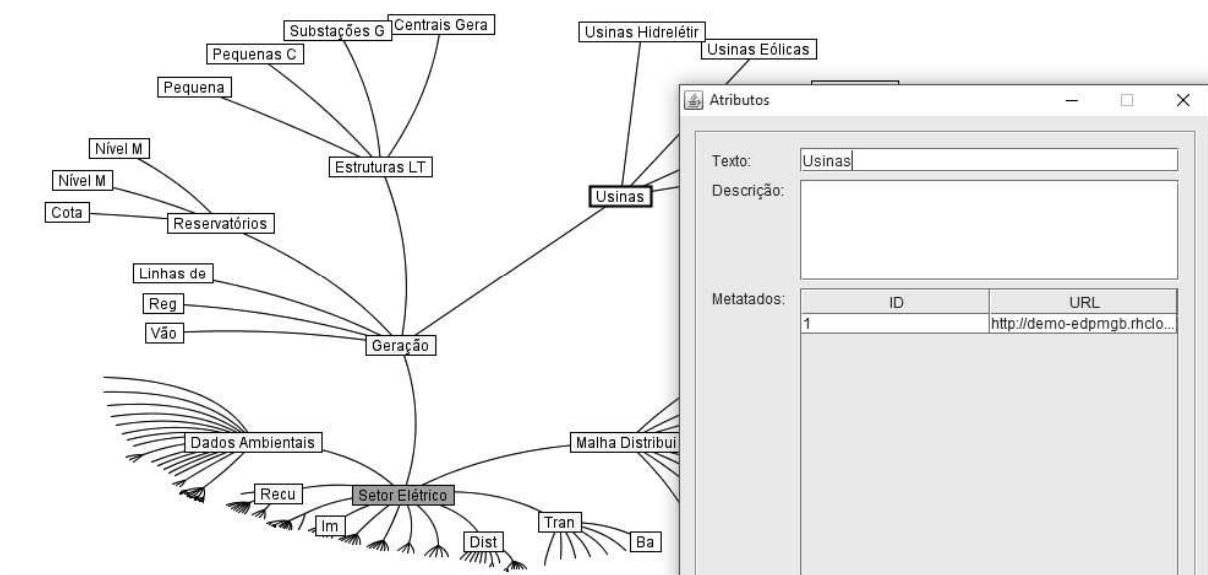 Substações G
Centrais Gera
Usinas Hidrelétir
Pequenas C
Usinas Eólicas
Pequena
Atributos
Nível M
Estruturas LT
Texto:
Usinas
Nível M
Usinas
Descrição:
Cota
Reservatórios
Linhas de
Metatados:
ID
URL
Reg
1
http://demo-edpmgb.rhclo...
Vão
Geração
Dados Ambientais
Malha Distribui
Recu
Setor Elétrico
Im
Tran
Dist
Ba